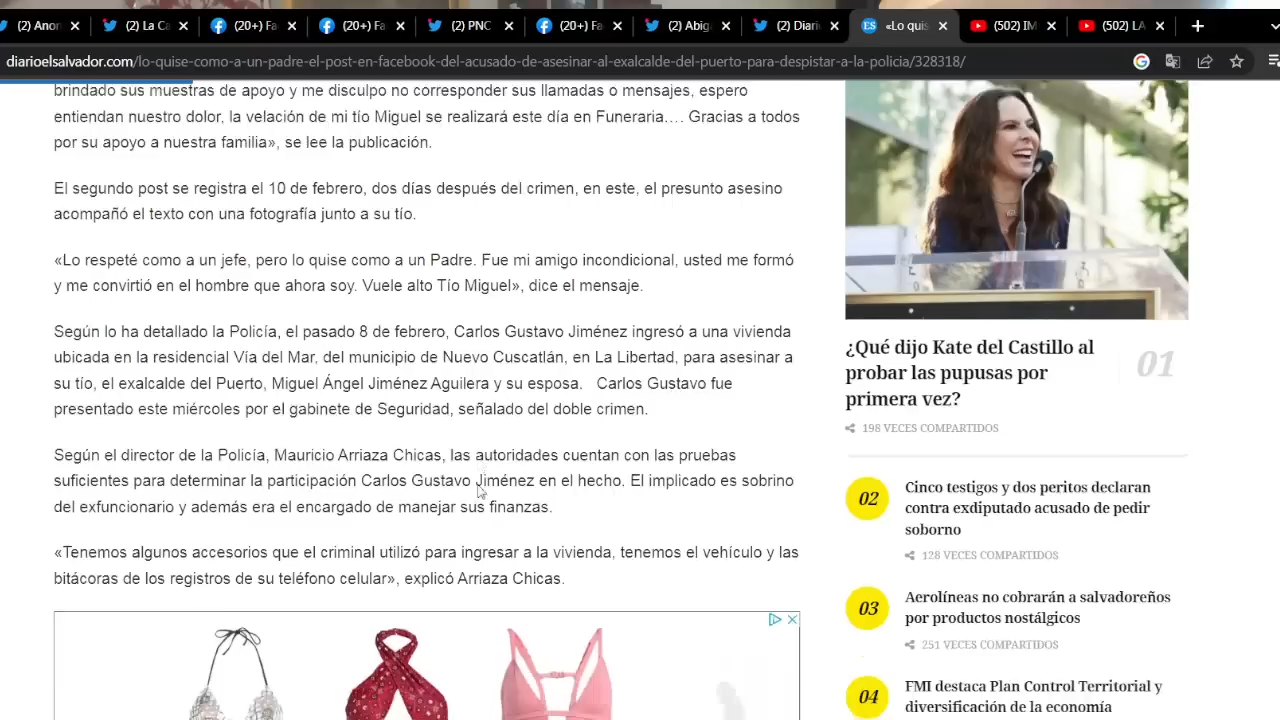 (2) Anon
(2) La Ca
(20+) Fa
(20+) Fa
(2) PNC
(20+) Fa
(2) Abiga
(2) Diari
ES «Lo quis
(502) IM
(502) LA
diarioelsalvador.com/lo-quise-como-a-un-padre-el-post-en-facebook-del-acusado-de-asesinar-al-exalcalde-del-puerto-para-despistar-a-la-policia/328318/
brindado sus muestras de apoyo y me disculpo no corresponder sus llamadas o mensajes, espero
entiendan nuestro dolor, la velación de mi tío Miguel se realizará este día en Funeraria…. Gracias a todos
por su apoyo a nuestra familia», se lee la publicación.
El segundo post se registra el 10 de febrero, dos días después del crimen, en este, el presunto asesino
acompañó el texto con una fotografía junto a su tío.
«Lo respeté como a un jefe, pero lo quise como a un Padre. Fue mi amigo incondicional, usted me formó
y me convirtió en el hombre que ahora soy. Vuele alto Tío Miguel», dice el mensaje.
Según lo ha detallado la Policía, el pasado 8 de febrero, Carlos Gustavo Jiménez ingresó a una vivienda
ubicada en la residencial Vía del Mar, del municipio de Nuevo Cuscatlán, en La Libertad, para asesinar a
su tío, el exalcalde del Puerto, Miguel Ángel Jiménez Aguilera y su esposa. Carlos Gustavo fue
presentado este miércoles por el gabinete de Seguridad, señalado del doble crimen.
Según el director de la Policía, Mauricio Arriaza Chicas, las autoridades cuentan con las pruebas
suficientes para determinar la participación Carlos Gustavo Jiménez en el hecho. El implicado es sobrino
del exfuncionario y además era el encargado de manejar sus finanzas.
«Tenemos algunos accesorios que el criminal utilizó para ingresar a la vivienda, tenemos el vehículo y las
bitácoras de los registros de su teléfono celular», explicó Arriaza Chicas.
¿Qué dijo Kate del Castillo al
probar las pupusas por
primera vez?
01
198 VECES COMPARTIDOS
02
Cinco testigos y dos peritos declaran
contra exdiputado acusado de pedir
soborno
128 VECES COMPARTIDOS
03
Aerolíneas no cobrarán a salvadoreños
por productos nostálgicos
251 VECES COMPARTIDOS
04
FMI destaca Plan Control Territorial y
diversificación de la economía